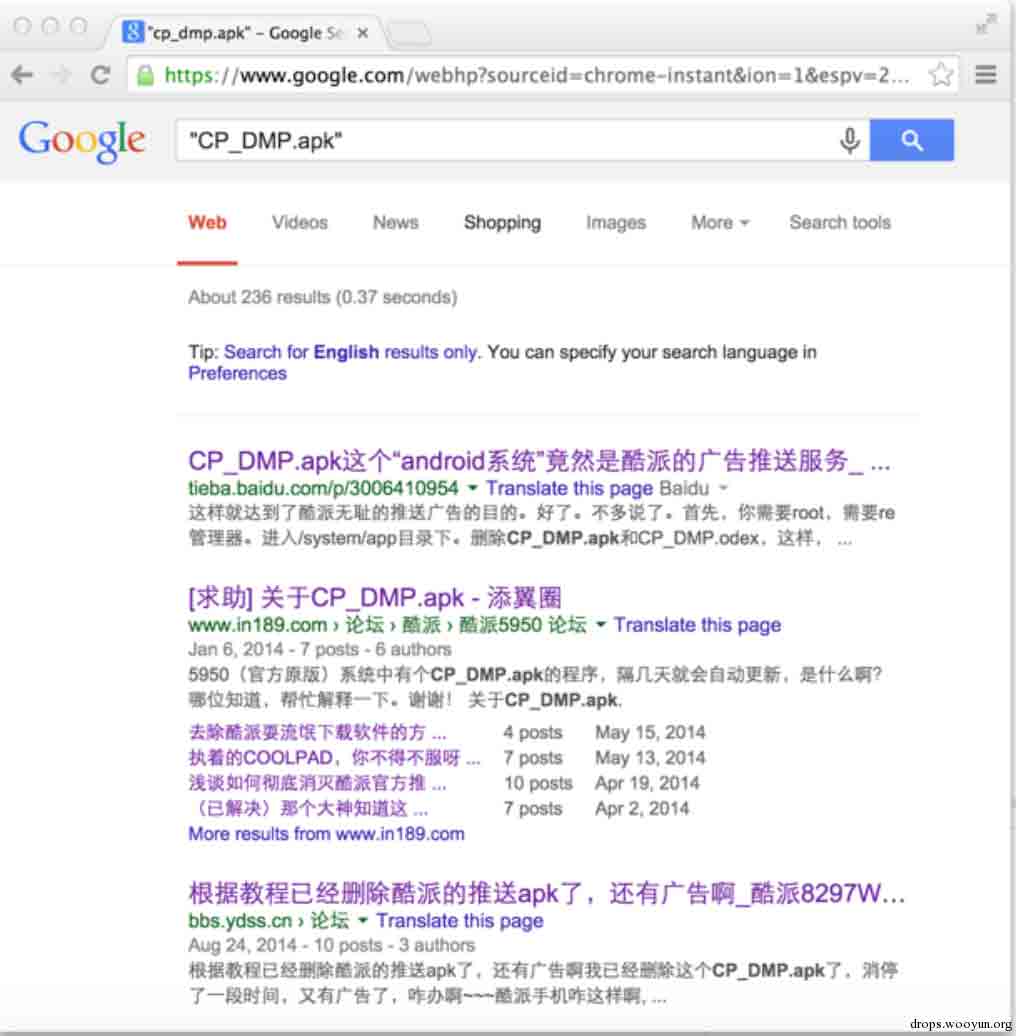 "cp_dmp.apk" - Google Se
https://www.google.com/webhp?sourceid=chrome-instant&ion=1&espv=2...
Google
"CP_DMP.apk"
Web Videos News Shopping Images More Search tools
About 236 results (0.37 seconds)
Tip: Search for English results only. You can specify your search language in
Preferences
CP_DMP.apk这个“android系统”竟然是酷派的广告推送服务_ ...
tieba.baidu.com/p/3006410954 Translate this page Baidu
这样就达到了酷派无耻的推送广告的目的。好了。不多说了。首先，你需要root，需要re
管理器。进入/system/app目录下。删除CP_DMP.apk和CP_DMP.odex，这样， ...
[求助] 关于CP_DMP.apk - 添翼圈
www.in189.com › 论坛 › 酷派 › 酷派5950 论坛 Translate this page
Jan 6, 2014 - 7 posts - 6 authors
5950（官方原版）系统中有个CP_DMP.apk的程序，隔几天就会自动更新，是什么啊？
哪位知道，帮忙解释一下。谢谢！ 关于CP_DMP.apk.
去除酷派耍流氓下载软件的方 ... 4 posts May 15, 2014
执着的COOLPAD，你不得不服呀 ... 7 posts May 13, 2014
浅谈如何彻底消灭酷派官方推 ... 10 posts Apr 19, 2014
（已解决）那个大神知道这 ... 7 posts Apr 2, 2014
More results from www.in189.com
根据教程已经删除酷派的推送apk了，还有广告啊_酷派8297W...
bbs.ydss.cn › 论坛 Translate this page
Aug 24, 2014 - 10 posts - 3 authors
根据教程已经删除酷派的推送apk了，还有广告啊我已经删除这个CP_DMP.apk了，消停
了一段时间，又有广告了，咋办啊~~~酷派手机咋这样啊, ...
drops.wooyun.org